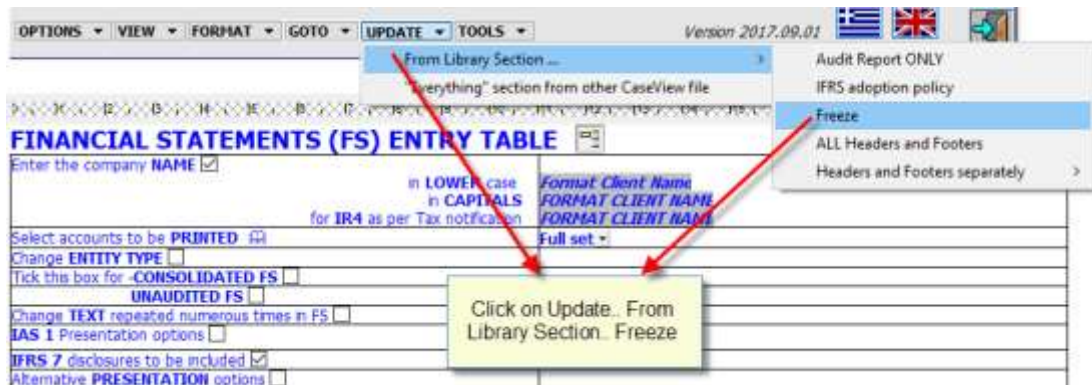 OPTIONS VIEW FORMAT GOTO UPDATE TOOLS Version 2017.09.01
From Library Section ...
"Everything" section from other CaseView file
Audit Report ONLY
IFRS adoption policy
Freeze
ALL Headers and Footers
Headers and Footers separately
FINANCIAL STATEMENTS (FS) ENTRY TABLE
Enter the company NAME
in LOWER case Format Client Name
in CAPITALS FORMAT CLIENT NAME
for IR4 as per Tax notification FORMAT CLIENT NAME
Select accounts to be PRINTED Full set
Change ENTITY TYPE
Tick this box for -CONSOLIDATED FS
UNAUDITED FS
Change TEXT repeated numerous times in FS
IAS 1 Presentation options
IFRS 7 disclosures to be included
Alternative PRESENTATION options
Click on Update.. From
Library Section.. Freeze